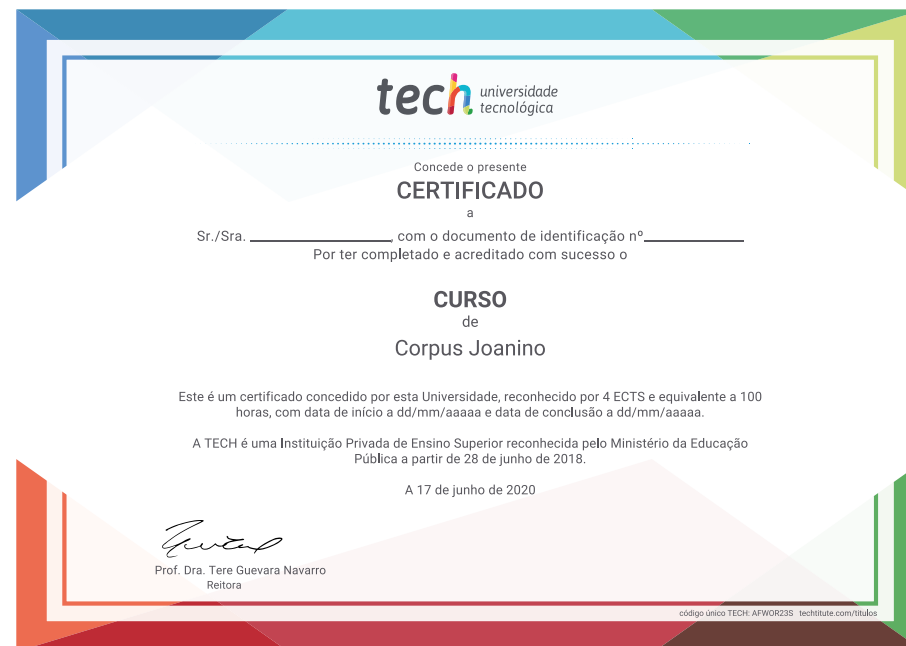 tech universidade
tecnológica
Concede o presente
CERTIFICADO
a
Sr./Sra. ________________, com o documento de identificação nº____________
Por ter completado e acreditado com sucesso o
CURSO
de
Corpus Joanino
Este é um certificado concedido por esta Universidade, reconhecido por 4 ECTS e equivalente a 100
horas, com data de início a dd/mm/aaaaa e data de conclusão a dd/mm/aaaaa.
A TECH é uma Instituição Privada de Ensino Superior reconhecida pelo Ministério da Educação
Pública a partir de 28 de junho de 2018.
A 17 de junho de 2020
Prof. Dra. Tere Guevara Navarro
Reitora
código único TECH: AFWOR23S techtitute.com/titulos